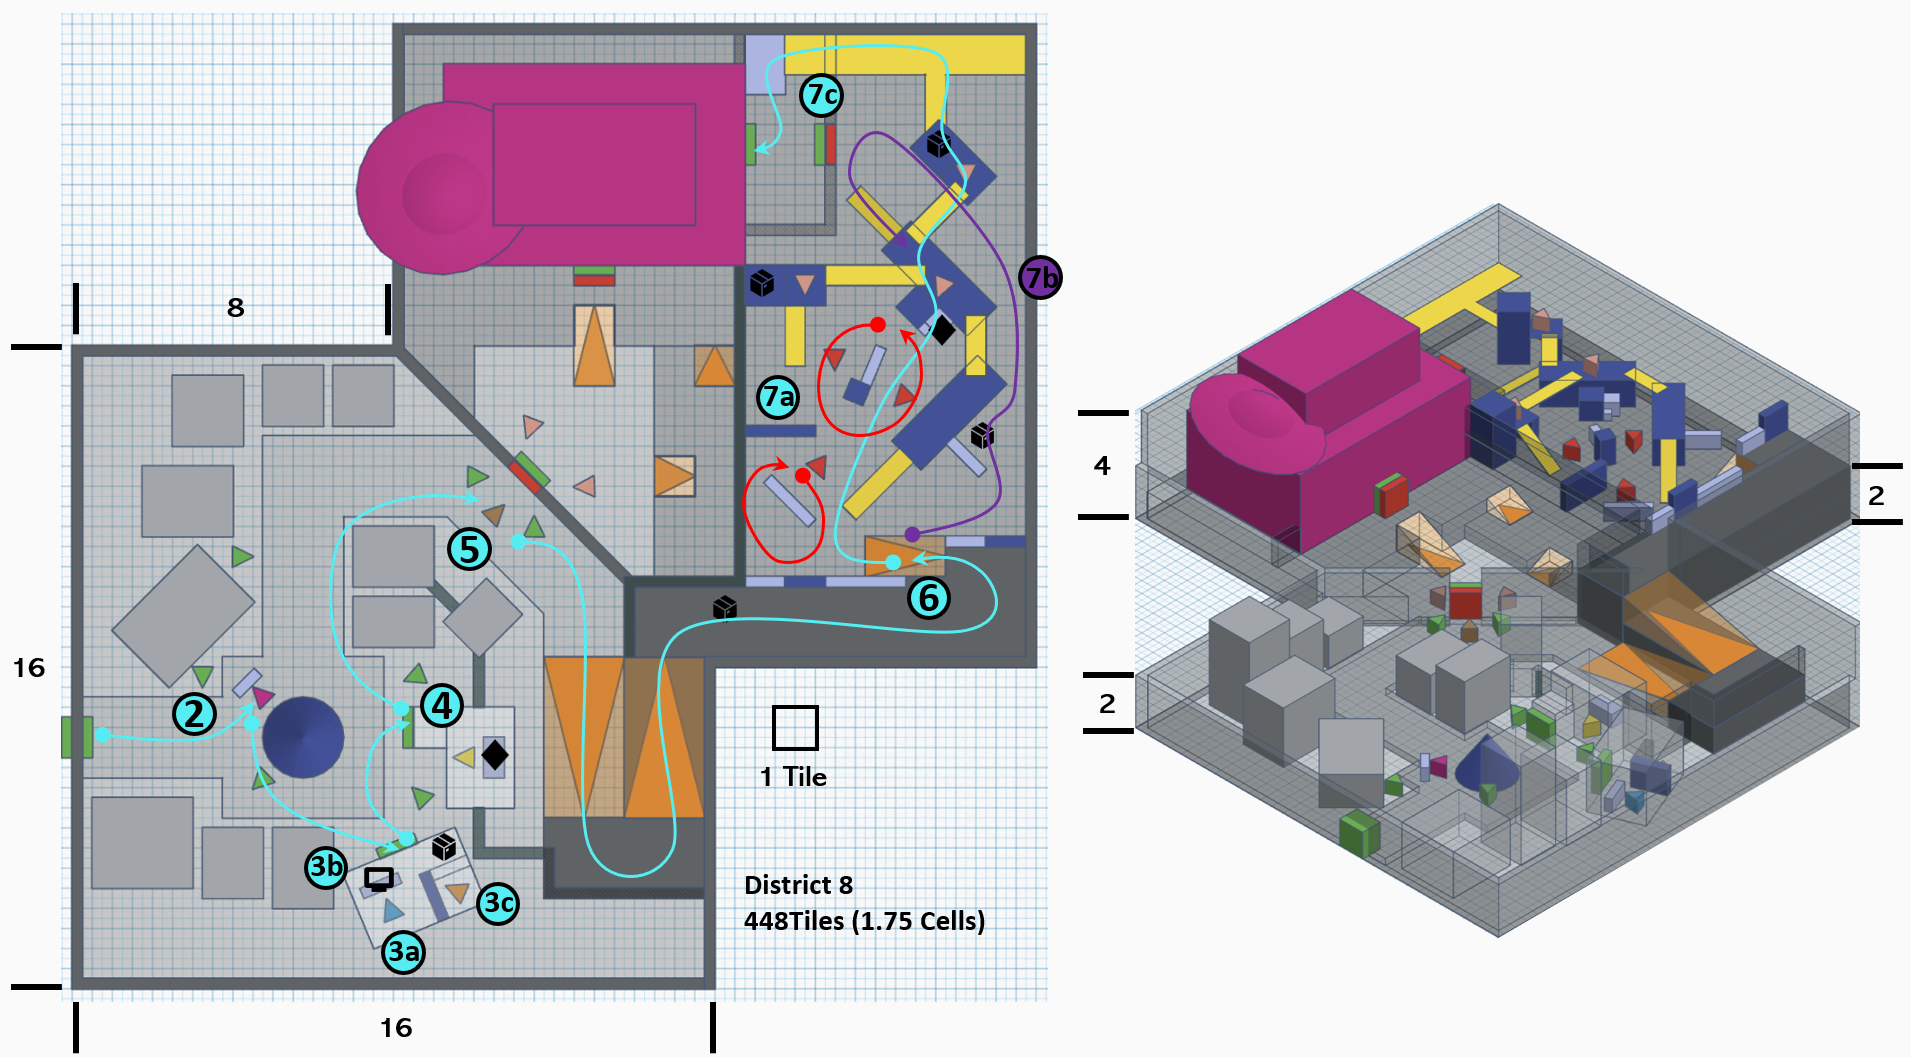 7c
7b
8
7a
4
2
5
6
16
4
2
2
1 Tile
3b
District 8
3c
448Tiles (1.75 Cells)
3a
16